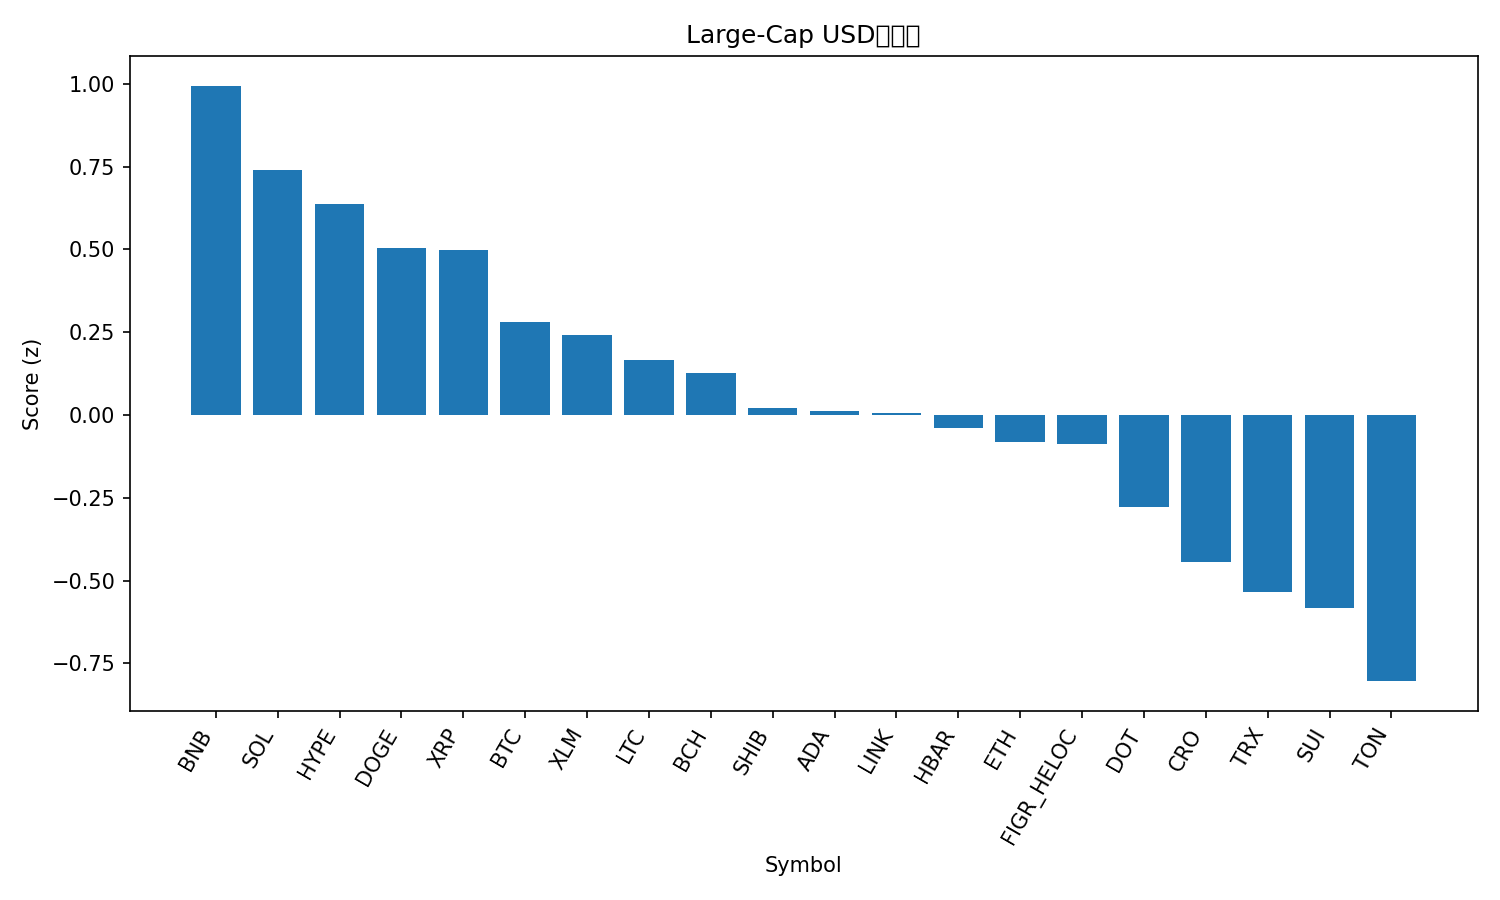 Large-Cap USD
1.00
0.75
0.50
0.25
0.00
−0.25
−0.50
−0.75
Score (z)
BNB
SOL
HYPE
DOGE
XRP
BTC
XLM
LTC
BCH
SHIB
ADA
LINK
HBAR
ETH
FIGR_HELOC
DOT
CRO
TRX
SUI
TON
Symbol